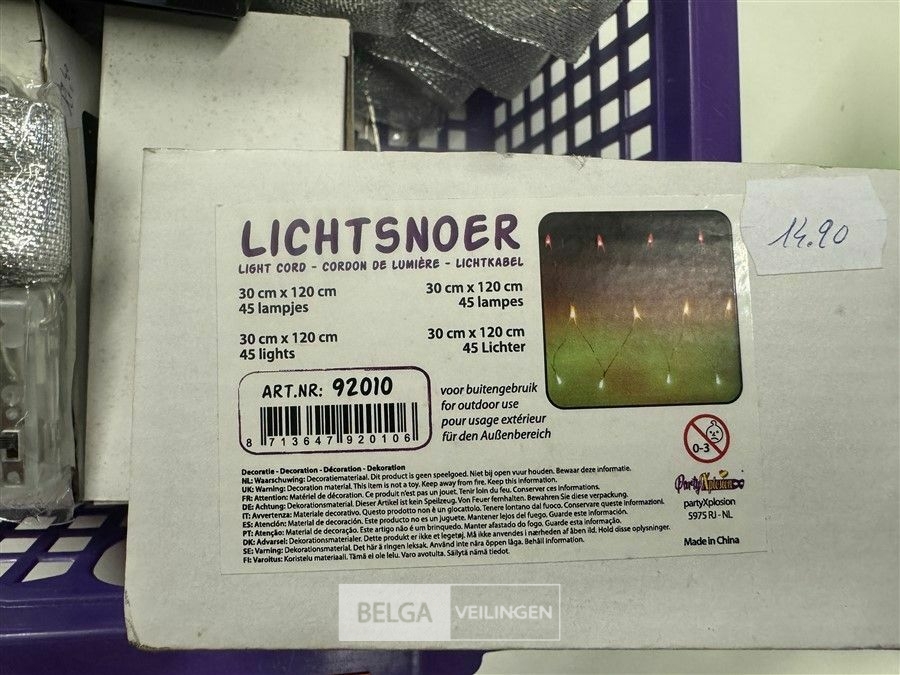 LICHTSNOER
LIGHT CORD - CORDON DE LUMIÈRE - LICHTKABEL
30 cm x 120 cm
45 lampjes
30 cm x 120 cm
45 lampes
30 cm x 120 cm
45 lights
30 cm x 120 cm
45 Lichter
14.90
ART.NR: 92010
8 713647 920106
voor buitengebruik
for outdoor use
pour usage extérieur
für den Außenbereich
0-3
Decoratie - Decoration - Décoration - Dekoration
NL: Waarschuwing: Decoratiemateriaal. Dit product is geen speelgoed. Niet bij open vuur houden. Bewaar deze informatie.
UK: Warning: Decoration material. This item is not a toy. Keep away from fire. Keep this information.
FR: Attention: Matériel de décoration. Ce produit n'est pas un jouet. Tenir loin du feu. Conserver ces informations.
DE: Achtung: Dekorationsmaterial. Dieser Artikel ist kein Spielzeug. Von Feuer fernhalten. Bewahren Sie diese verpackung.
IT: Avvertenza: Materiale decorativo. Questo prodotto non è un giocattolo. Tenere lontano dal fuoco. Conservare queste informazioni.
ES: Atención: Material de decoración. Este producto no es un juguete. Mantener lejos del fuego. Guarde esta información.
PT: Atenção: Material de decoração. Este artigo não é um brinquedo. Manter afastado do fogo. Guarde esta informação.
DK: Advarsel: Dekorationsmaterialer. Dette produkt er ikke et legetøj. Må ikke anvendes i nærheden af åben ild. Hold disse oplysninger.
SE: Varning: Dekorationsmaterial. Det här är ingen leksak. Använd inte nära öppen låga. Behåll information.
FI: Varoitus: Koristelu materiaali. Tämä ei ole lelu. Varo avotulta. Säilytä nämä tiedot.
PartyXplosion
partyXplosion
5975 RJ - NL
Made in China
BELGA VEILINGEN